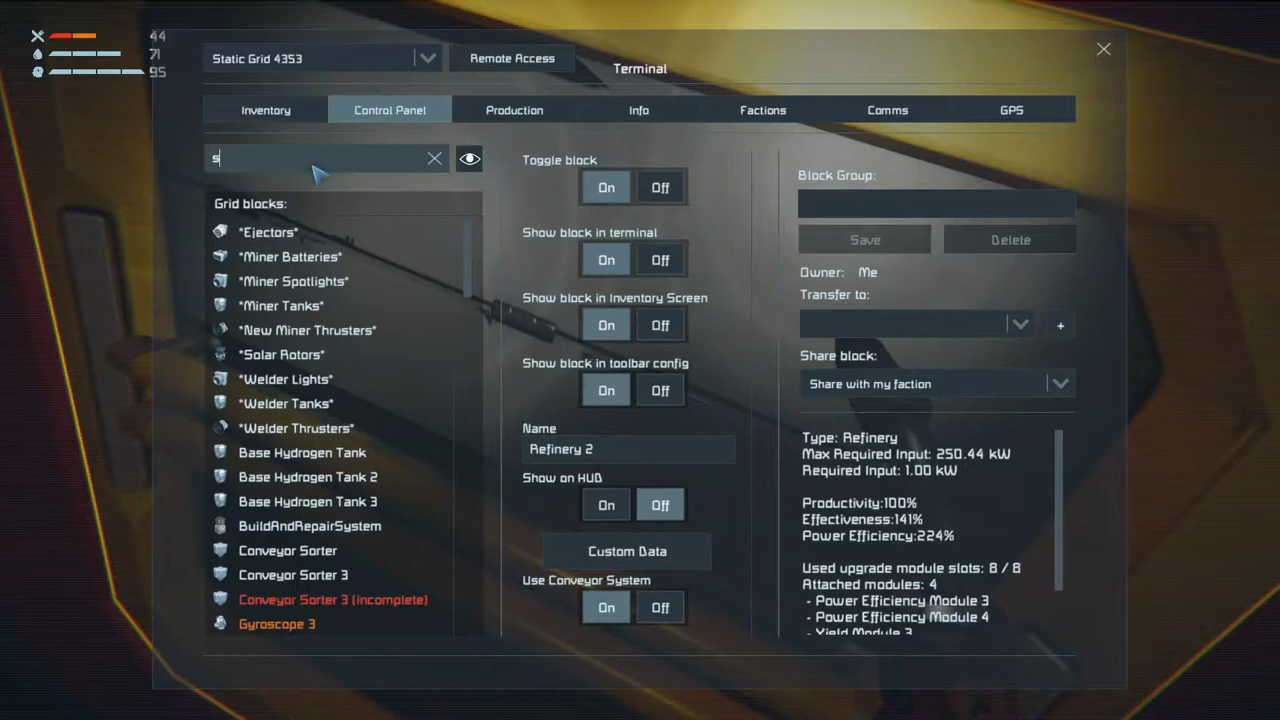 44
71
95
Static Grid 4353
Remote Access
Terminal
Inventory
Control Panel
Production
Info
Factions
Comms
GPS
s
Grid blocks:
*Ejectors*
*Miner Batteries*
*Miner Spotlights*
*Miner Tanks*
*New Miner Thrusters*
*Solar Rotors*
*Welder Lights*
*Welder Tanks*
*Welder Thrusters*
Base Hydrogen Tank
Base Hydrogen Tank 2
Base Hydrogen Tank 3
BuildAndRepairSystem
Conveyor Sorter
Conveyor Sorter 3
Conveyor Sorter 3 (Incomplete)
Gyroscope 3
Toggle block
On Off
Show block in terminal
On Off
Show block in Inventory Screen
On Off
Show block in toolbar config
On Off
Name
Refinery 2
Show on HUD
On Off
Custom Data
Use Conveyor System
On Off
Block Group:
Save Delete
Owner: Me
Transfer to:
+
Share block:
Share with my faction
Type: Refinery
Max Required Input: 250.44 kW
Required Input: 1.00 kW
Productivity:100%
Effectiveness:141%
Power Efficiency:224%
Used upgrade module slots: 8 / 8
Attached modules: 4
- Power Efficiency Module 3
- Power Efficiency Module 4
- Yield Module 3